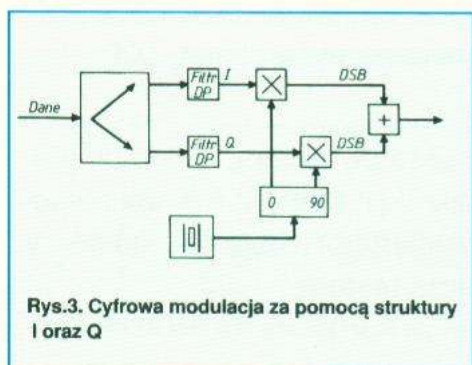 Dane
Filtr
DP
I
DSB
Filtr
DP
Q
DSB
+
0 90
Rys.3. Cyfrowa modulacja za pomocą struktury
I oraz Q